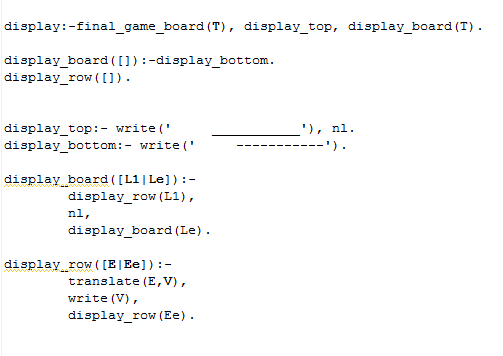 display:-final_game_board(T), display_top, display_board(T).
display_board([]):-display_bottom.
display_row([]).
display_top:- write('     ___________'), nl.
display_bottom:- write('     -----------').
display_board([L1|Le]):-
        display_row(L1),
        nl,
        display_board(Le).
display_row([E|Ee]):-
        translate(E,V),
        write(V),
        display_row(Ee).